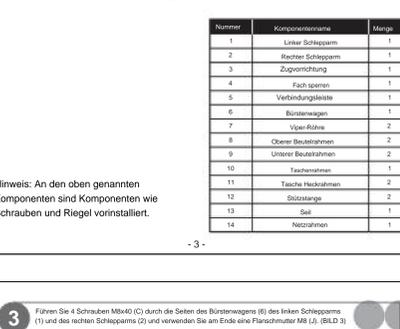 Nummer Komponentenname Menge
1 Linker Schlepparm 1
2 Rechter Schlepparm 1
3 Zugvorrichtung 1
4 Fach sperren 1
5 Verbindungsleiste 1
6 Bürstenwagen 1
7 Viper-Röhre 2
8 Oberer Beutelrahmen 2
9 Unterer Beutelrahmen 2
10 Taschenrahmen 1
11 Tasche Heckrahmen 2
12 Stützstange 2
13 Seil 1
14 Netzrahmen 1
inweis: An den oben genannten
omponenten sind Komponenten wie
chrauben und Riegel vorinstalliert.
- 3 -
3 Führen Sie 4 Schrauben M8x40 (C) durch die Seiten des Bürstenwagens (6) des linken Schlepparms
(1) und des rechten Schlepparms (2) und verwenden Sie am Ende eine Flanschmutter M8 (J). (BILD 3)